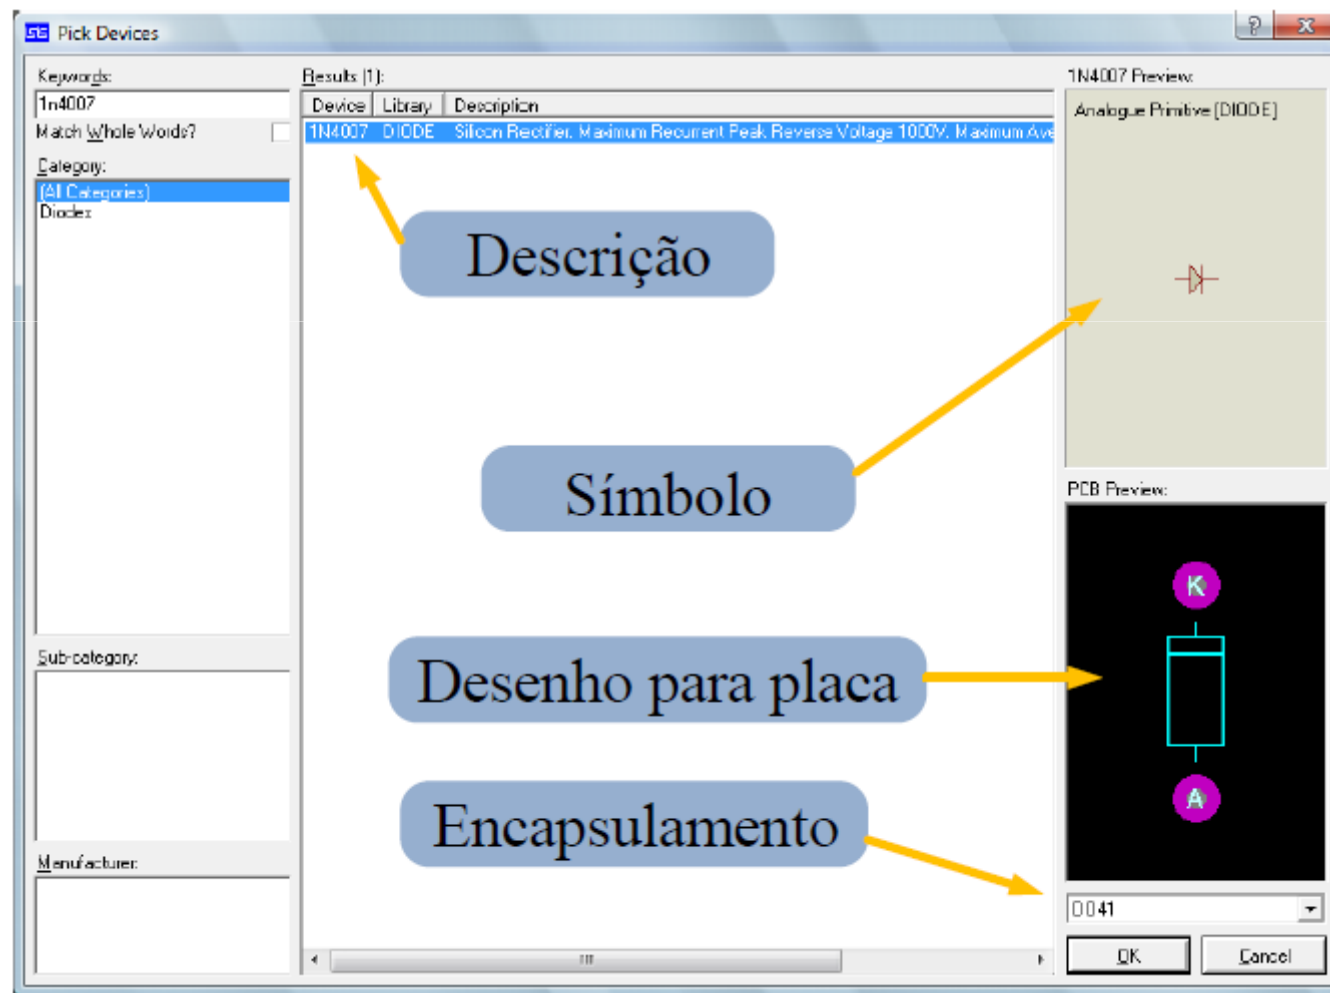 Pick Devices
Keywords:
1n4007
Match Whole Words?
Category:
(All Categories)
Diodes
Sub-category:
Manufacturer:
Results (1):
Device Library Description
1N4007 DIODE Silicon Rectifier. Maximum Recurrent Peak Reverse Voltage 1000V. Maximum Ave
Descrição
Símbolo
Desenho para placa
Encapsulamento
1N4007 Preview:
Analogue Primitive [DIODE]
PCB Preview:
K
A
DO41
OK Cancel